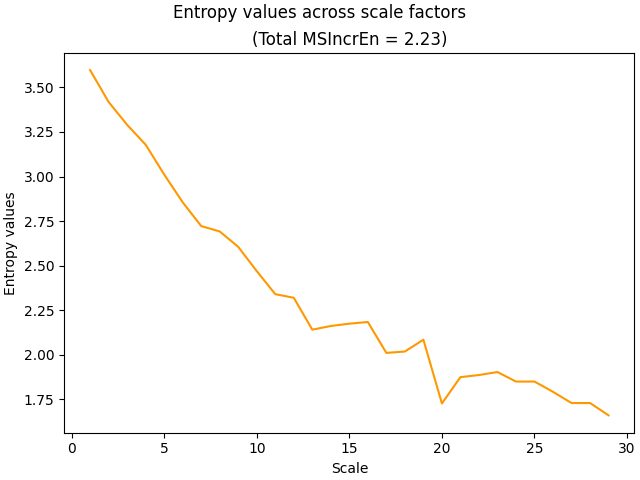 Entropy values across scale factors
(Total MSIncrEn = 2.23)
Entropy values
3.50
3.25
3.00
2.75
2.50
2.25
2.00
1.75
0 5 10 15 20 25 30
Scale